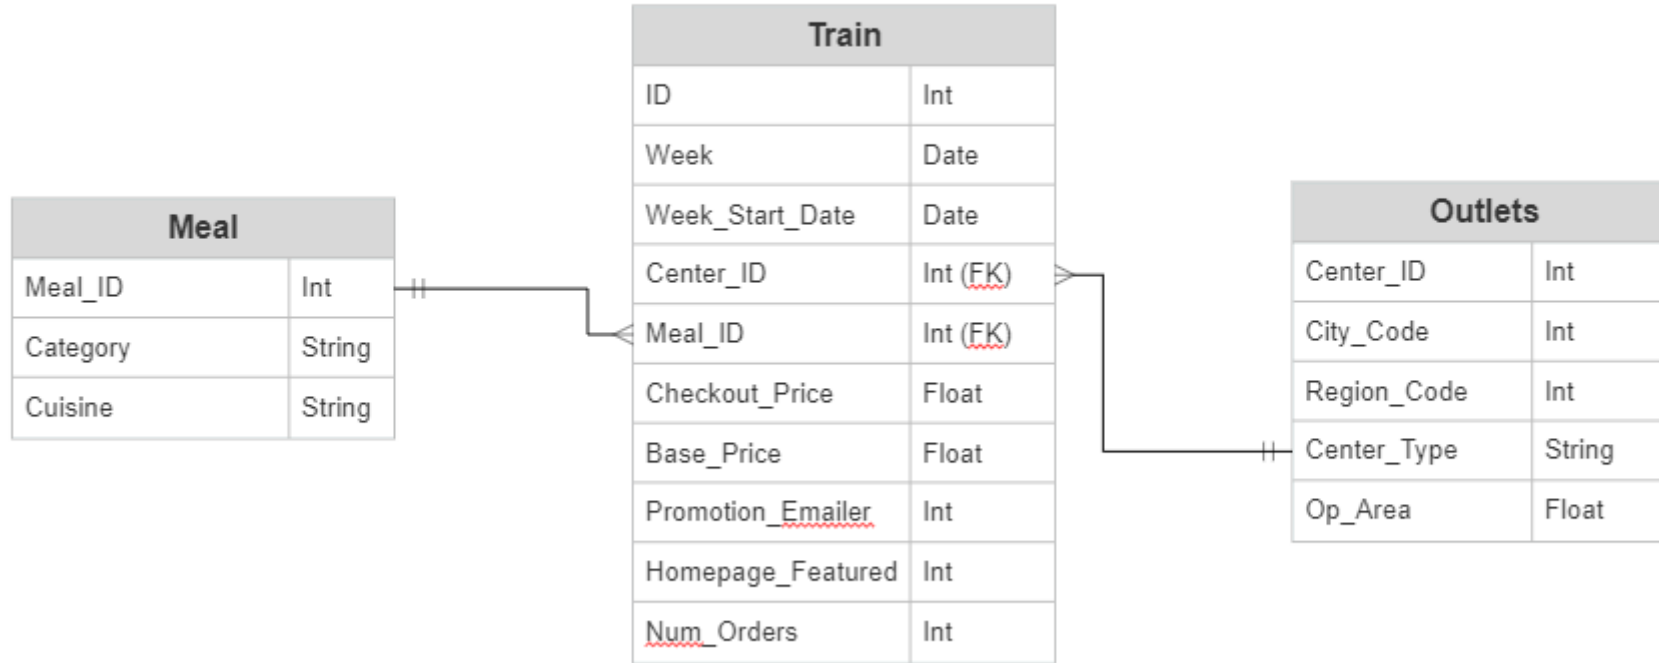 Meal
Meal_ID Int
Category String
Cuisine String
Train
ID Int
Week Date
Week_Start_Date Date
Center_ID Int (FK)
Meal_ID Int (FK)
Checkout_Price Float
Base_Price Float
Promotion_Emailer Int
Homepage_Featured Int
Num_Orders Int
Outlets
Center_ID Int
City_Code Int
Region_Code Int
Center_Type String
Op_Area Float